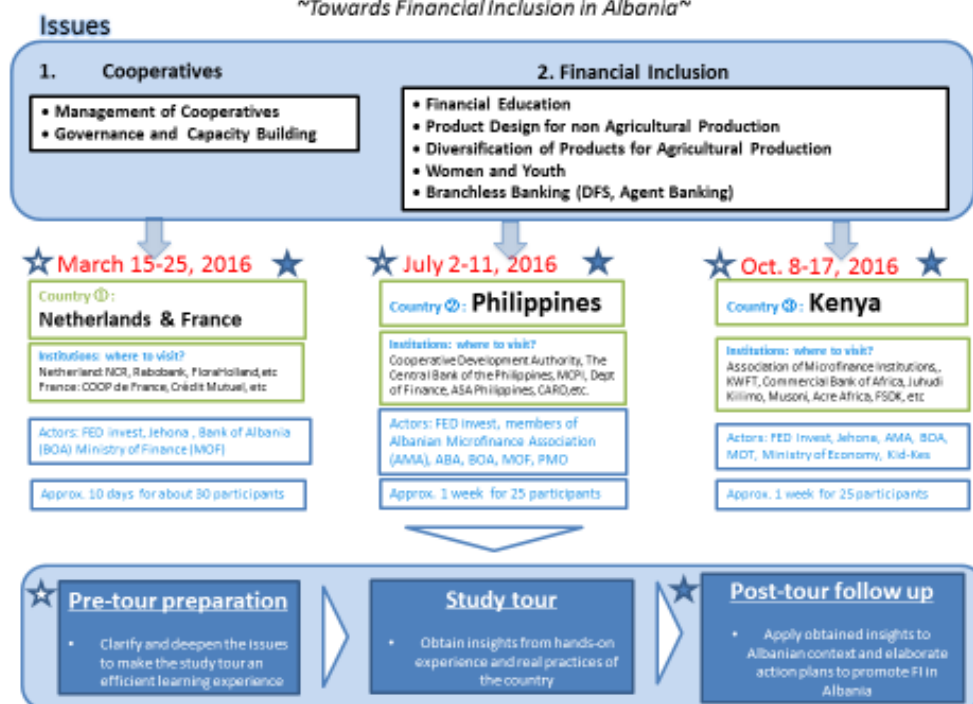 ~Towards Financial Inclusion in Albania~
Issues
1. Cooperatives
• Management of Cooperatives
• Governance and Capacity Building
2. Financial Inclusion
• Financial Education
• Product Design for non Agricultural Production
• Diversification of Products for Agricultural Production
• Women and Youth
• Branchless Banking (DFS, Agent Banking)
March 15-25, 2016
Country ①:
Netherlands & France
Institutions: where to visit?
Netherland: NCR, Rabobank, FloraHolland,etc
France: COOP de France, Crédit Mutuel, etc
Actors: FED invest, Jehona , Bank of Albania
(BOA) Ministry of Finance (MOF)
Approx. 10 days for about 30 participants
July 2-11, 2016
Country ②: Philippines
Institutions: where to visit?
Cooperative Development Authority, The
Central Bank of the Philippines, MCPI, Dept
of Finance, ASA Philippines, CARD,etc.
Actors: FED invest, members of
Albanian Microfinance Association
(AMA), ABA, BOA, MOF, PMO
Approx. 1 week for 25 participants
Oct. 8-17, 2016
Country ③: Kenya
Institutions: where to visit?
Association of Microfinance Institutions,,
KWFT, Commercial Bank of Africa, Juhudi
Kilimo, Musoni, Acre Africa, FSDK, etc
Actors: FED Invest, Jehona, AMA, BOA,
MOT, Ministry of Economy, Kid-Kes
Approx. 1 week for 25 participants
Pre-tour preparation
• Clarify and deepen the issues
to make the study tour an
efficient learning experience
Study tour
• Obtain insights from hands-on
experience and real practices of
the country
Post-tour follow up
• Apply obtained insights to
Albanian context and elaborate
action plans to promote FI in
Albania